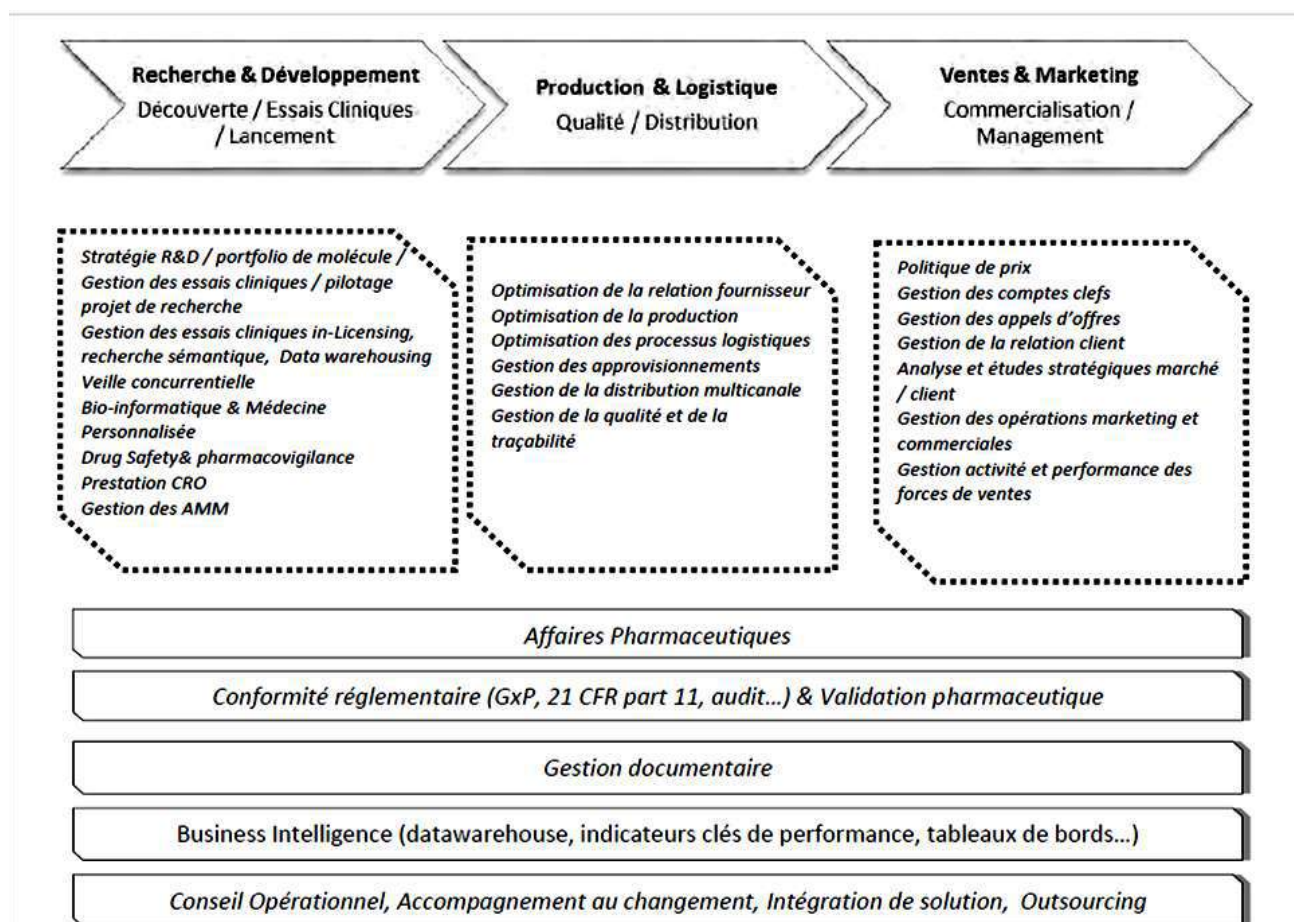 Recherche & Développement
Découverte / Essais Cliniques
/ Lancement
Production & Logistique
Qualité / Distribution
Ventes & Marketing
Commercialisation /
Management
Stratégie R&D / portfolio de molécule /
Gestion des essais cliniques / pilotage
projet de recherche
Gestion des essais cliniques in-Licensing,
recherche sémantique, Data warehousing
Veille concurrentielle
Bio-informatique & Médecine
Personnalisée
Drug Safety& pharmacovigilance
Prestation CRO
Gestion des AMM
Optimisation de la relation fournisseur
Optimisation de la production
Optimisation des processus logistiques
Gestion des approvisionnements
Gestion de la distribution multicanale
Gestion de la qualité et de la
traçabilité
Politique de prix
Gestion des comptes clefs
Gestion des appels d'offres
Gestion de la relation client
Analyse et études stratégiques marché
/ client
Gestion des opérations marketing et
commerciales
Gestion activité et performance des
forces de ventes
Affaires Pharmaceutiques
Conformité réglementaire (GxP, 21 CFR part 11, audit...) & Validation pharmaceutique
Gestion documentaire
Business Intelligence (datawarehouse, indicateurs clés de performance, tableaux de bords...)
Conseil Opérationnel, Accompagnement au changement, Intégration de solution, Outsourcing